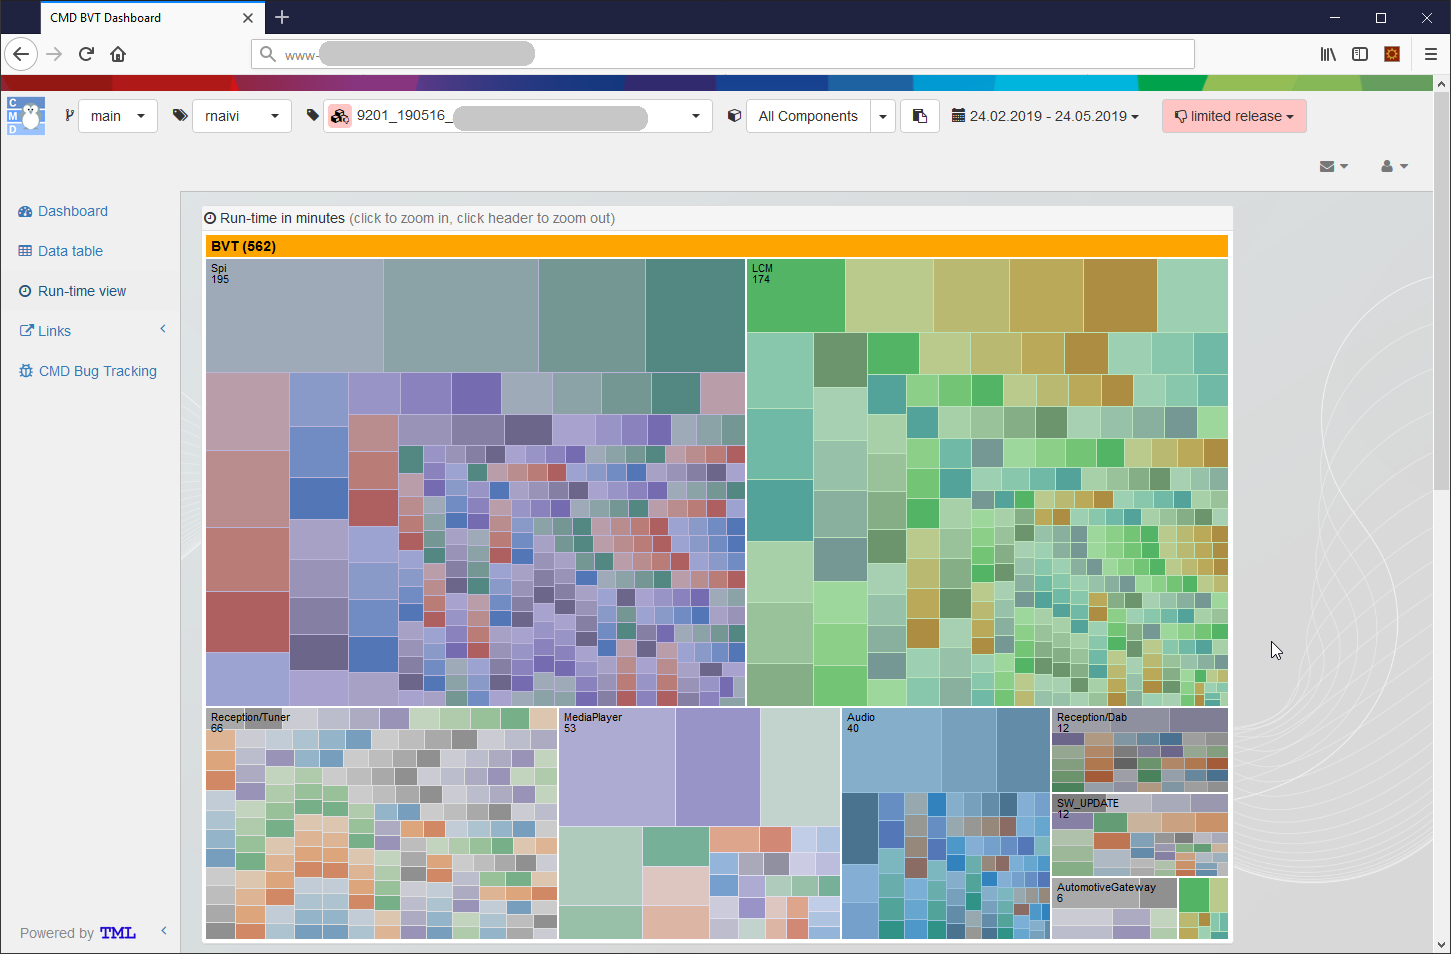 CMD BVT Dashboard
www-
C
M
D
main
rnaivi
9201_190516_
All Components
24.02.2019 - 24.05.2019
limited release
Dashboard
Data table
Run-time view
Links
CMD Bug Tracking
Run-time in minutes (click to zoom in, click header to zoom out)
BVT (562)
Spi
195
LCM
174
Reception/Tuner
66
MediaPlayer
53
Audio
40
Reception/Dab
12
SW_UPDATE
12
AutomotiveGateway
6
Powered by TML